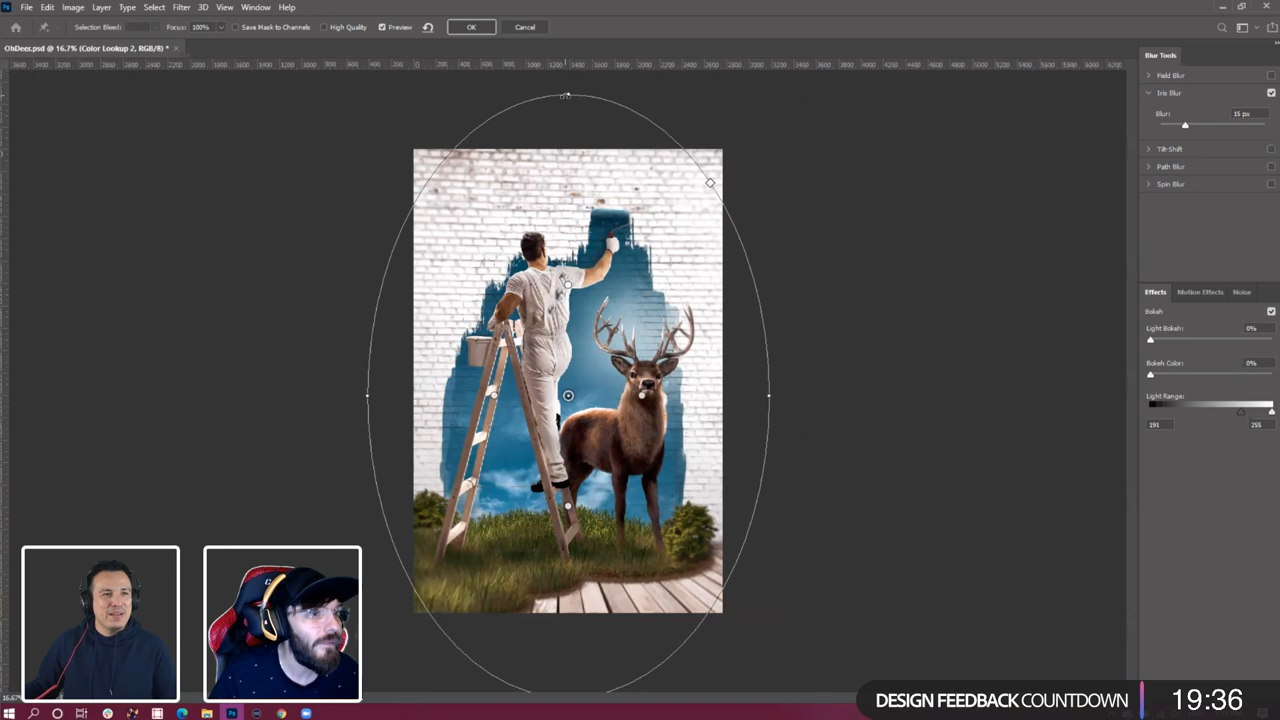 File Edit Image Layer Type Select Filter 3D View Window Help
Selection Bleed: Focus: 100% Save Mask to Channels High Quality Preview OK Cancel
OhDeer.psd @ 16.7% (Color Lookup 2, RGB/8) *
Blur Tools
Field Blur
Iris Blur
Blur: 15 px
Tilt-Shift
Path Blur
Spin Blur
Effects Motion Effects Noise
Bokeh
Light Bokeh: 0%
Bokeh Color: 0%
Light Range:
191 255
DESIGN FEEDBACK COUNTDOWN 19:36